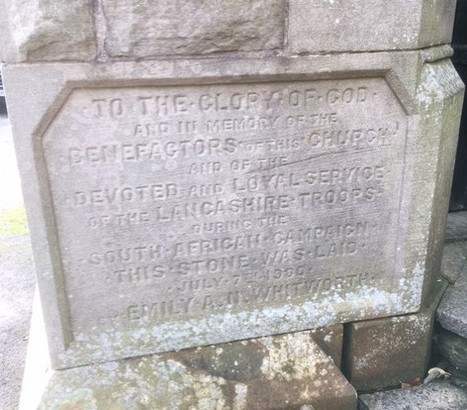 ·TO·THE·GLORY·OF·GOD·
AND IN MEMORY OF THE
BENEFACTORS OF THIS CHURCH
AND OF THE
DEVOTED·AND LOYAL SERVICE
OF THE LANCASHIRE TROOPS
DURING THE
SOUTH AFRICAN·CAMPAIGN
·THIS·STONE·WAS·LAID·
·JULY·7TH 1900·
EMILY A. N. WHITWORTH